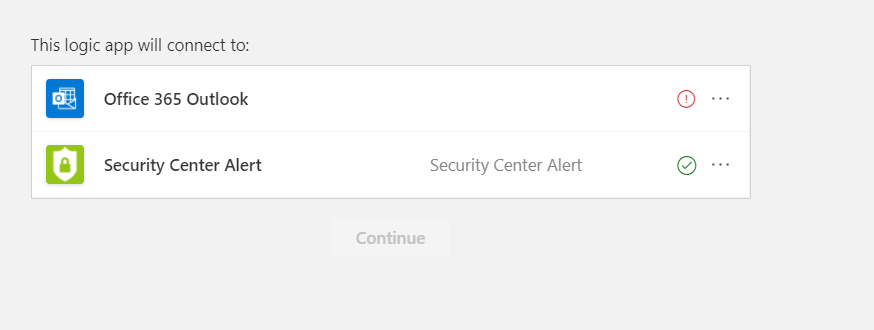 This logic app will connect to:
Office 365 Outlook
Security Center Alert Security Center Alert
Continue